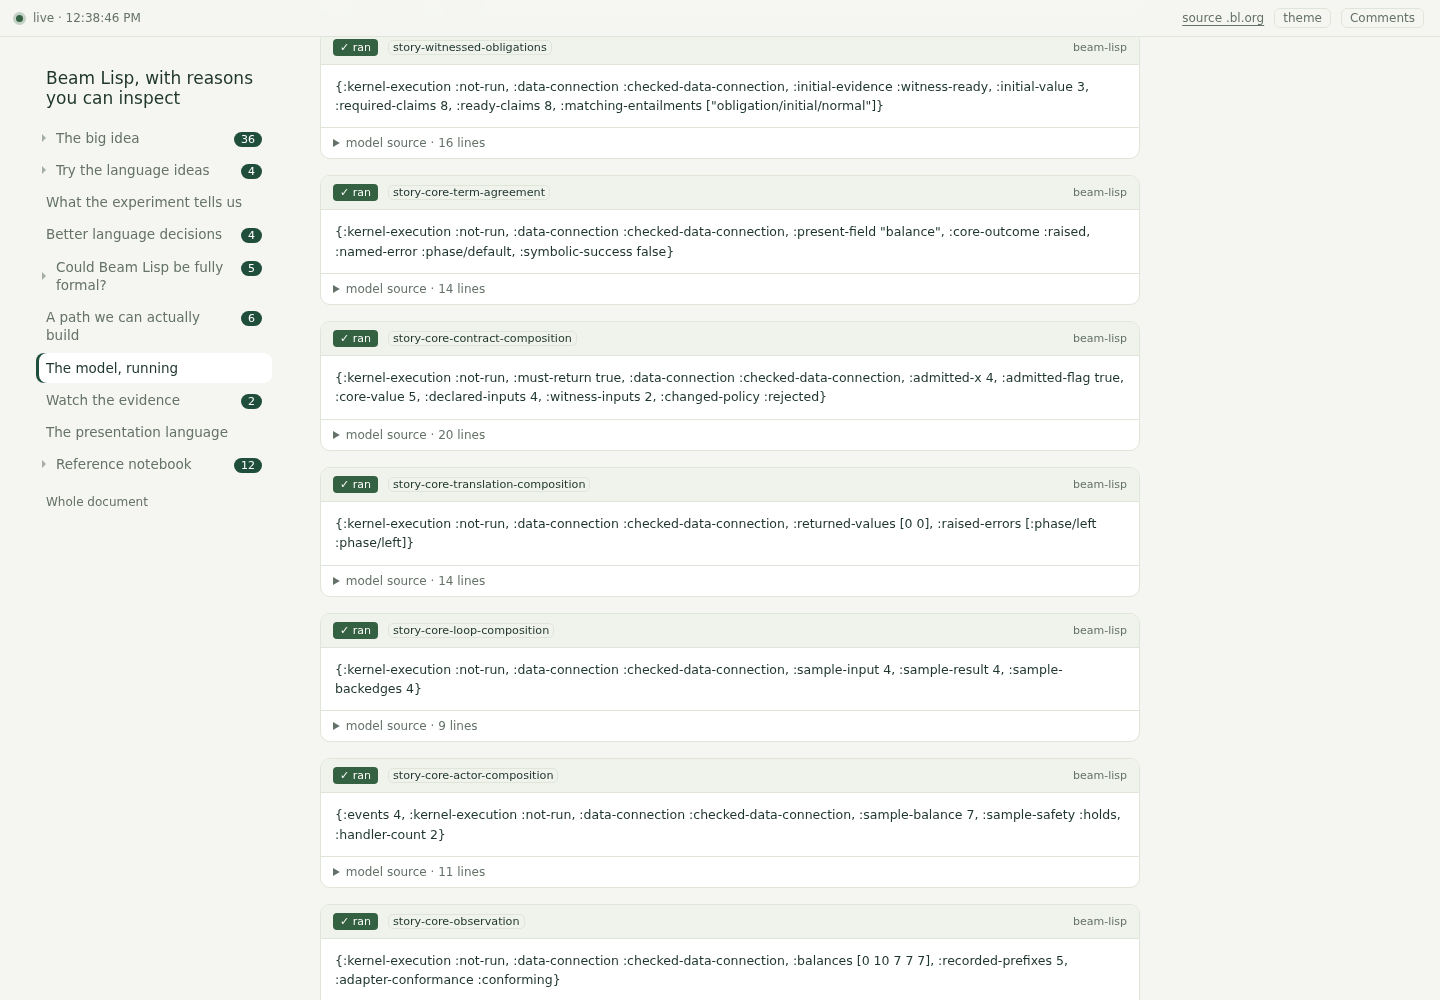 live · 12:38:46 PM
source .bl.org
theme
Comments
Beam Lisp, with reasons
you can inspect
The big idea
36
Try the language ideas
4
What the experiment tells us
Better language decisions
4
Could Beam Lisp be fully
formal?
5
A path we can actually
build
6
The model, running
Watch the evidence
2
The presentation language
Reference notebook
12
Whole document
✓ ran
story-witnessed-obligations
beam-lisp
{:kernel-execution :not-run, :data-connection :checked-data-connection, :initial-evidence :witness-ready, :initial-value 3,
:required-claims 8, :ready-claims 8, :matching-entailments ["obligation/initial/normal"]}
model source · 16 lines
✓ ran
story-core-term-agreement
beam-lisp
{:kernel-execution :not-run, :data-connection :checked-data-connection, :present-field "balance", :core-outcome :raised,
:named-error :phase/default, :symbolic-success false}
model source · 14 lines
✓ ran
story-core-contract-composition
beam-lisp
{:kernel-execution :not-run, :must-return true, :data-connection :checked-data-connection, :admitted-x 4, :admitted-flag true,
:core-value 5, :declared-inputs 4, :witness-inputs 2, :changed-policy :rejected}
model source · 20 lines
✓ ran
story-core-translation-composition
beam-lisp
{:kernel-execution :not-run, :data-connection :checked-data-connection, :returned-values [0 0], :raised-errors [:phase/left
:phase/left]}
model source · 14 lines
✓ ran
story-core-loop-composition
beam-lisp
{:kernel-execution :not-run, :data-connection :checked-data-connection, :sample-input 4, :sample-result 4, :sample-
backedges 4}
model source · 9 lines
✓ ran
story-core-actor-composition
beam-lisp
{:events 4, :kernel-execution :not-run, :data-connection :checked-data-connection, :sample-balance 7, :sample-safety :holds,
:handler-count 2}
model source · 11 lines
✓ ran
story-core-observation
beam-lisp
{:kernel-execution :not-run, :data-connection :checked-data-connection, :balances [0 10 7 7 7], :recorded-prefixes 5,
:adapter-conformance :conforming}